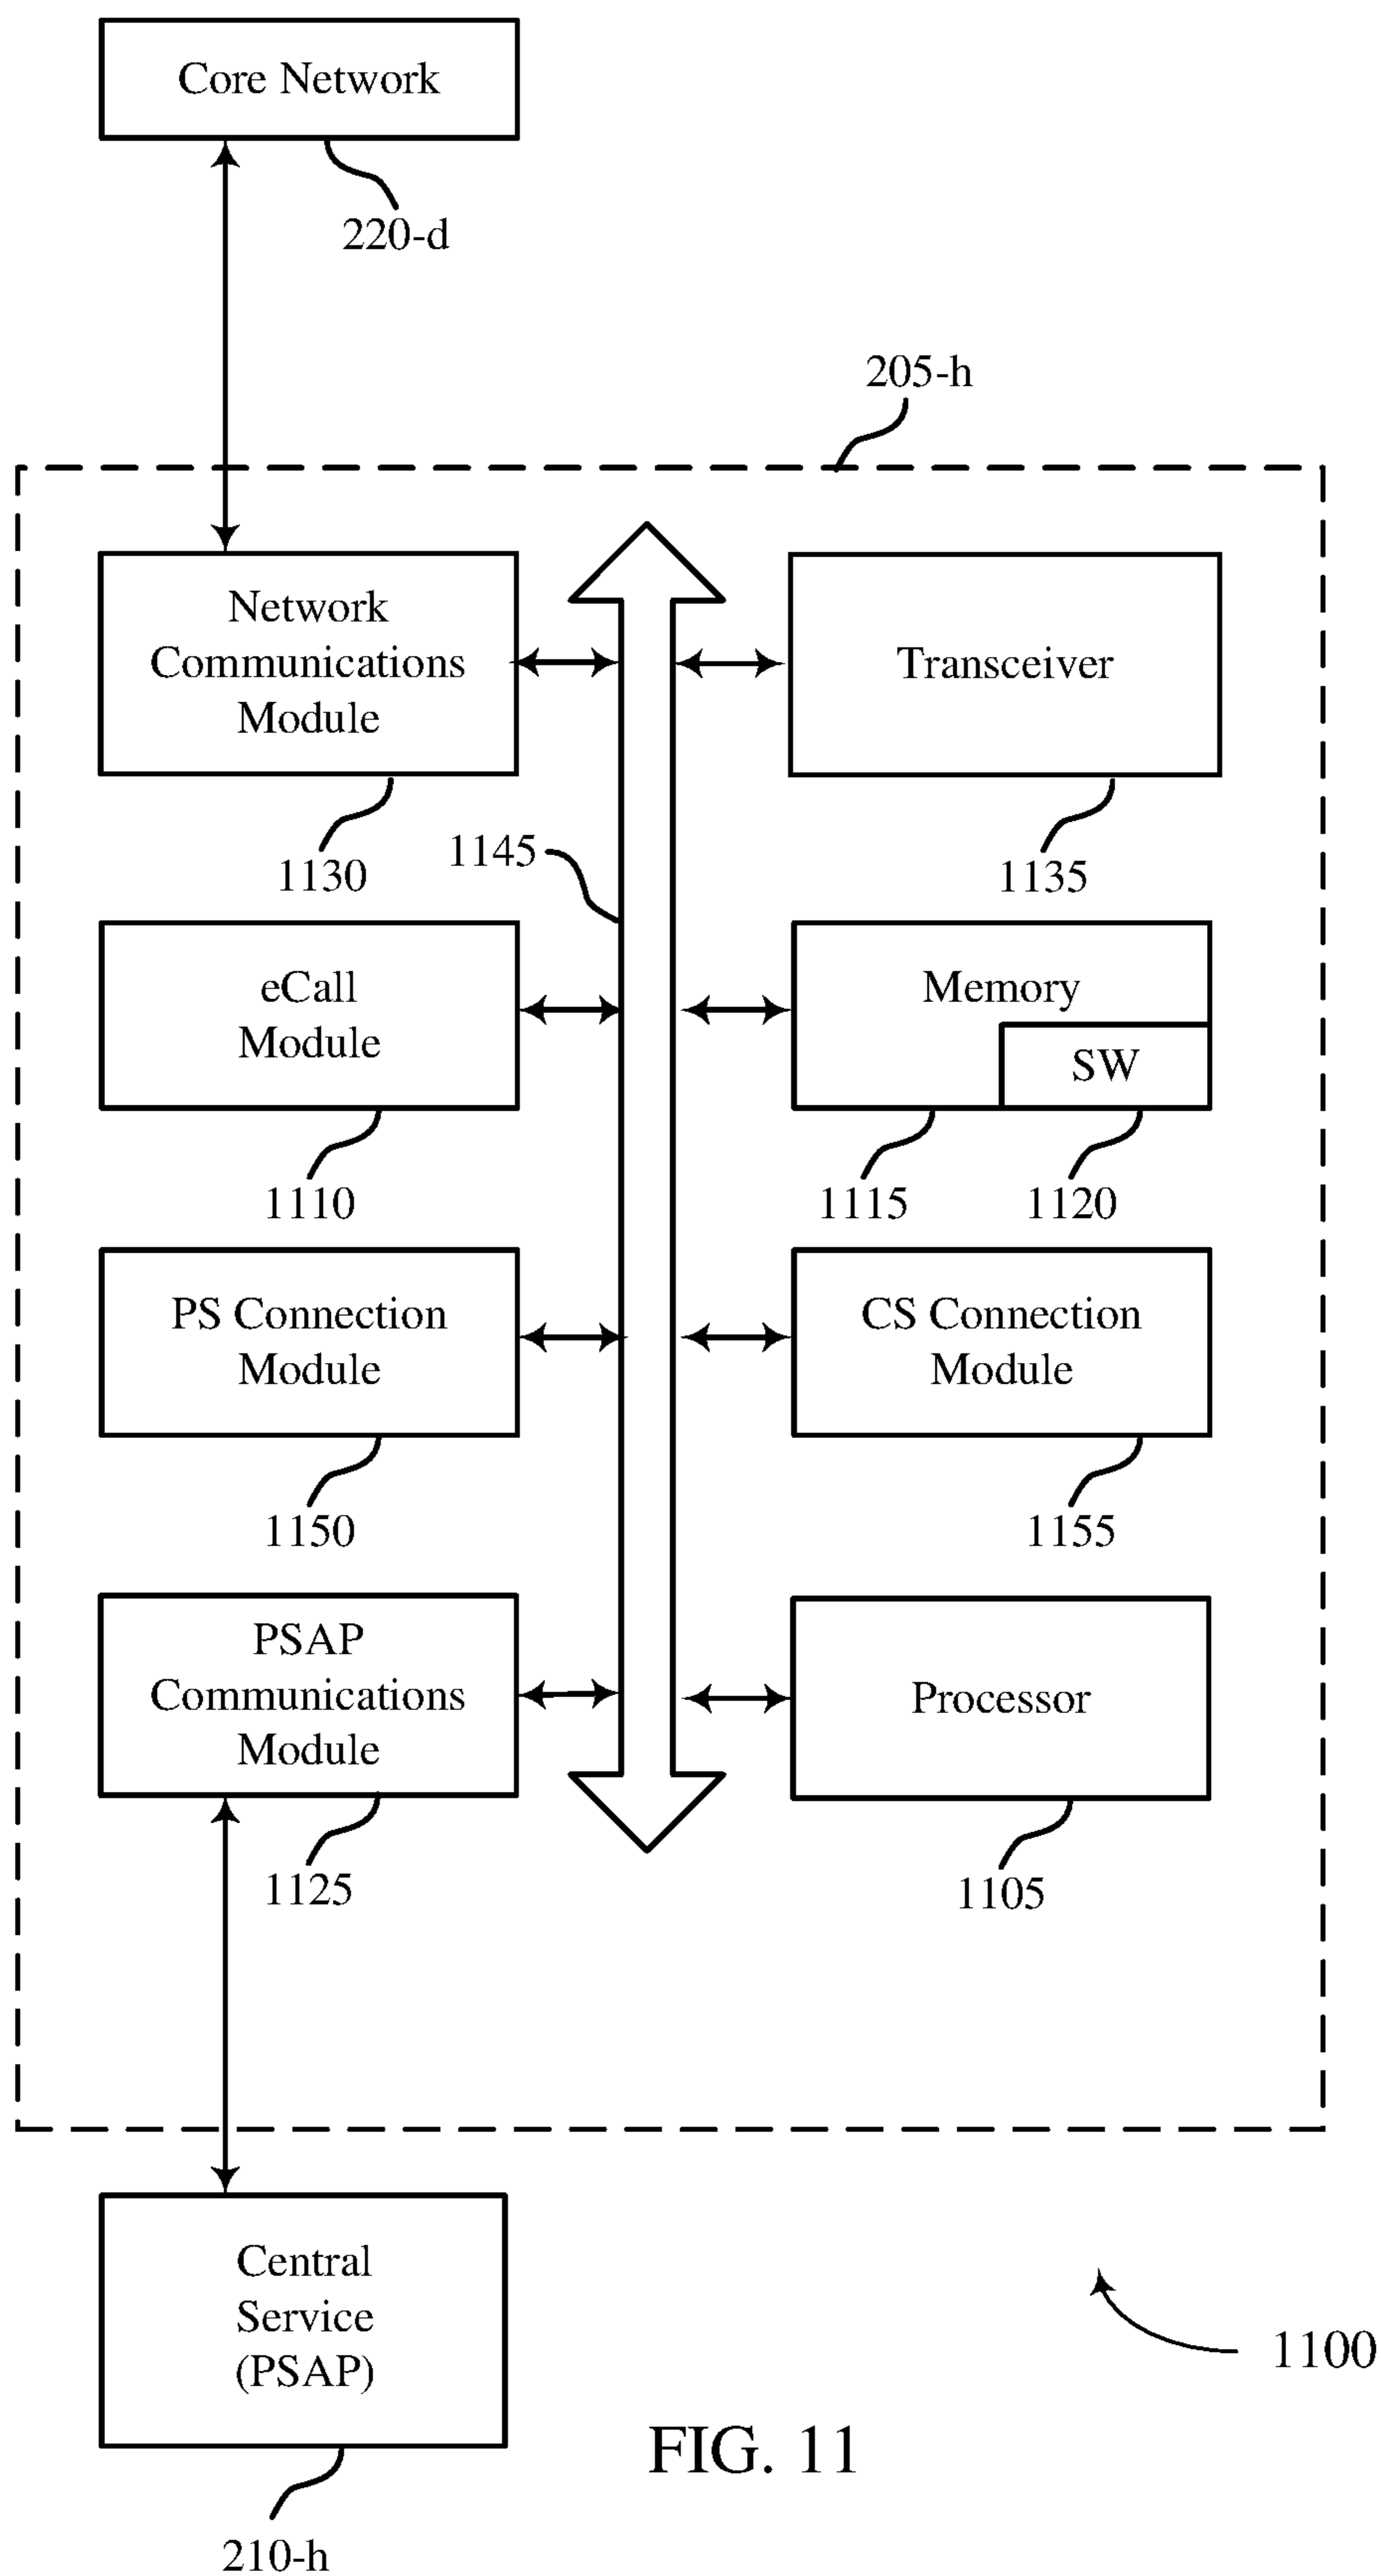 Core Network
220-d
205-h
Network
Communications
Module
Transceiver
1130
1135
1145
eCall
Module
Memory
SW
1110
1115
1120
PS Connection
Module
CS Connection
Module
1150
1155
PSAP
Communications
Module
Processor
1125
1105
Central
Service
(PSAP)
1100
FIG. 11
210-h